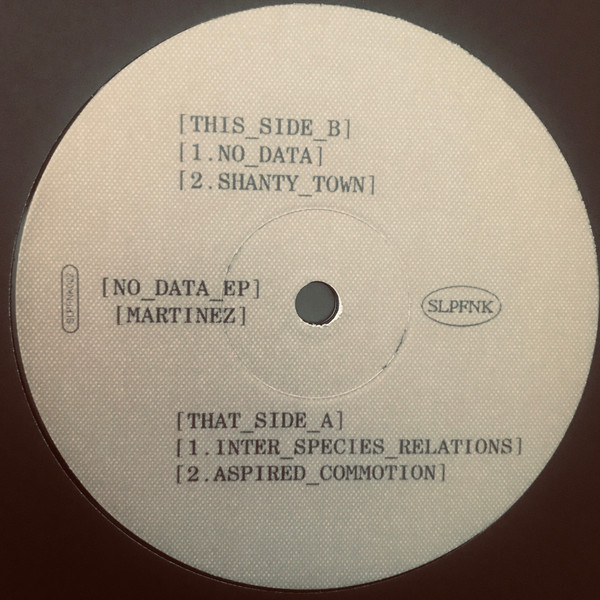 [THIS_SIDE_B]
[1.NO_DATA]
[2.SHANTY_TOWN]
[NO_DATA_EP]
[MARTINEZ]
SLPFNK
[THAT_SIDE_A]
[1.INTER_SPECIES_RELATIONS]
[2.ASPIRED_COMMOTION]